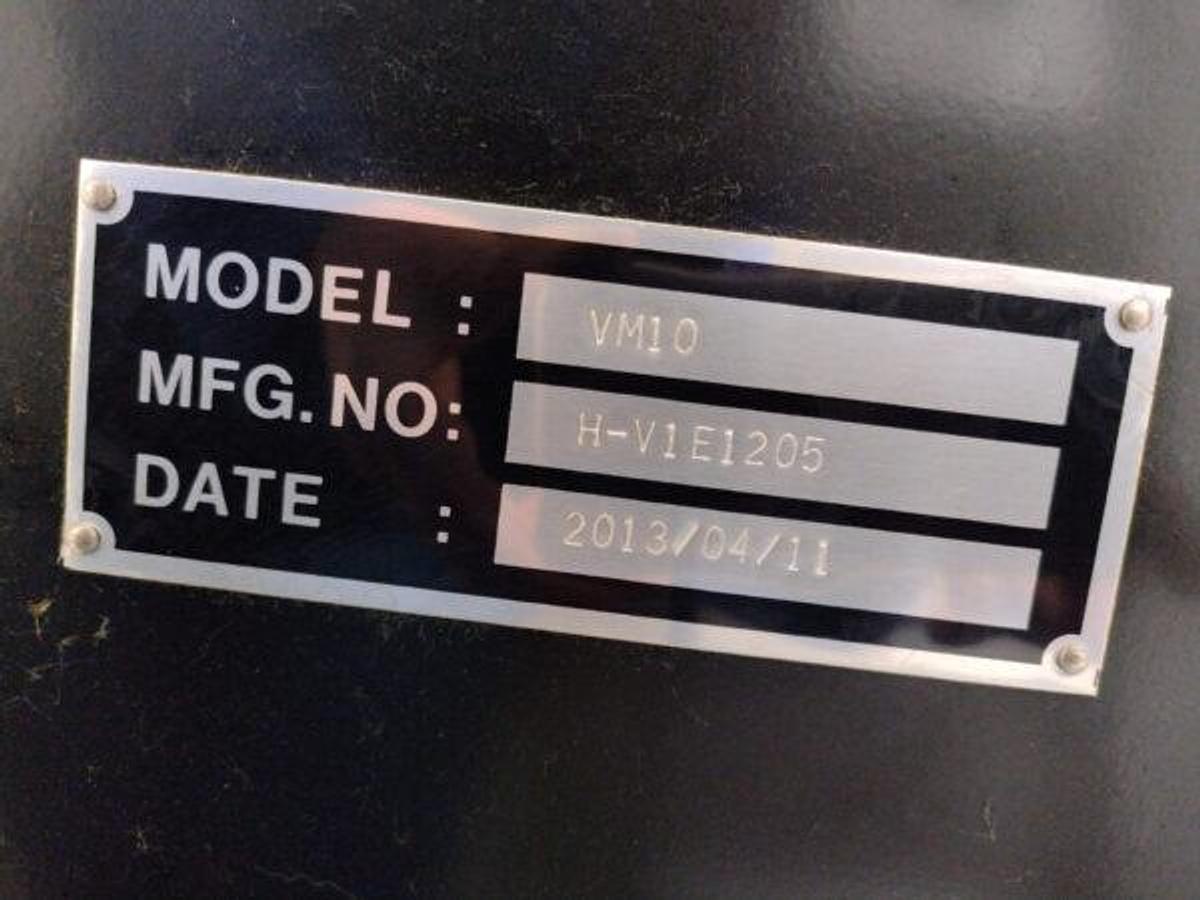 MODEL : VM10
MFG. NO: H-V1E1205
DATE : 2013/04/11